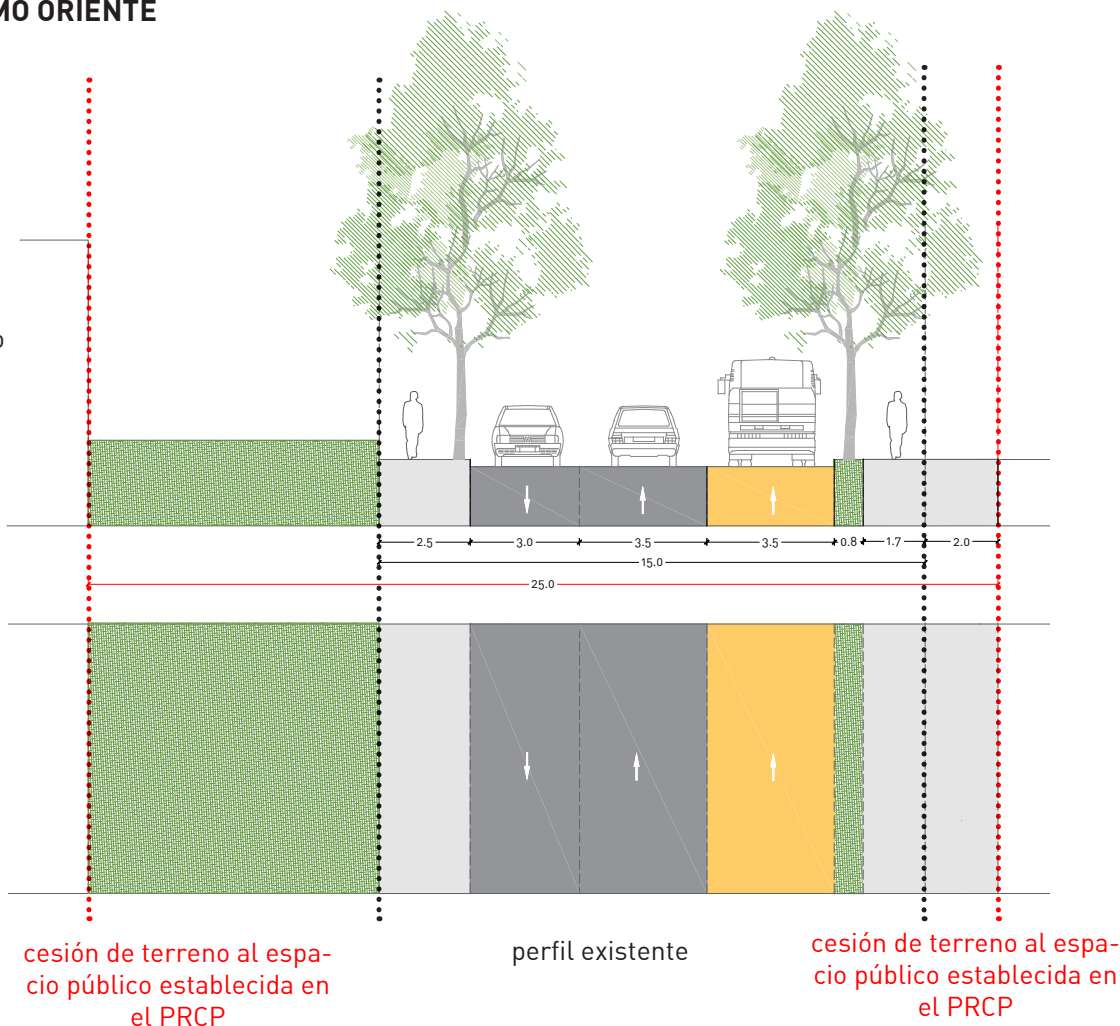 MO ORIENTE
2.5 3.0 3.5 3.5 0.8 1.7 2.0
15.0
25.0
cesión de terreno al espa-
cio público establecida en
el PRCP
perfil existente
cesión de terreno al espa-
cio público establecida en
el PRCP